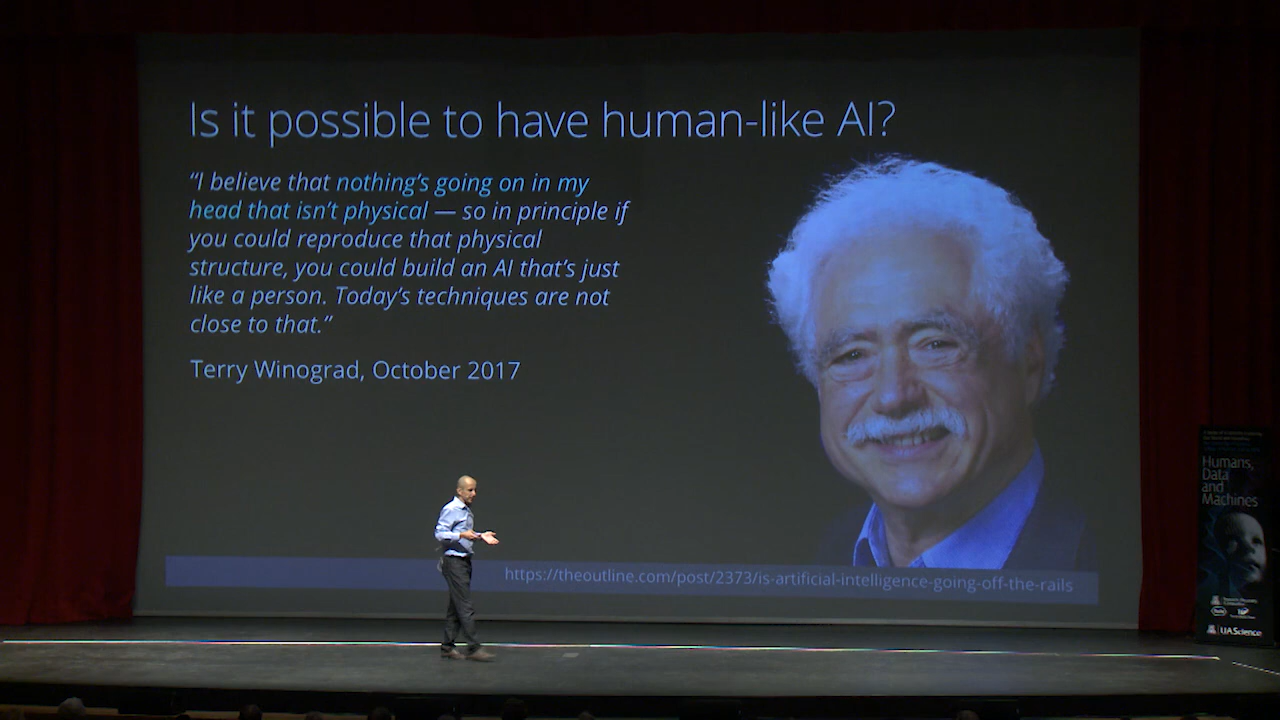 Is it possible to have human-like AI?
“I believe that nothing’s going on in my
head that isn’t physical — so in principle if
you could reproduce that physical
structure, you could build an AI that’s just
like a person. Today’s techniques are not
close to that.”
Terry Winograd, October 2017
https://theoutline.com/post/2373/is-artificial-intelligence-going-off-the-rails
Humans,
Data
and
Machines
UAScience